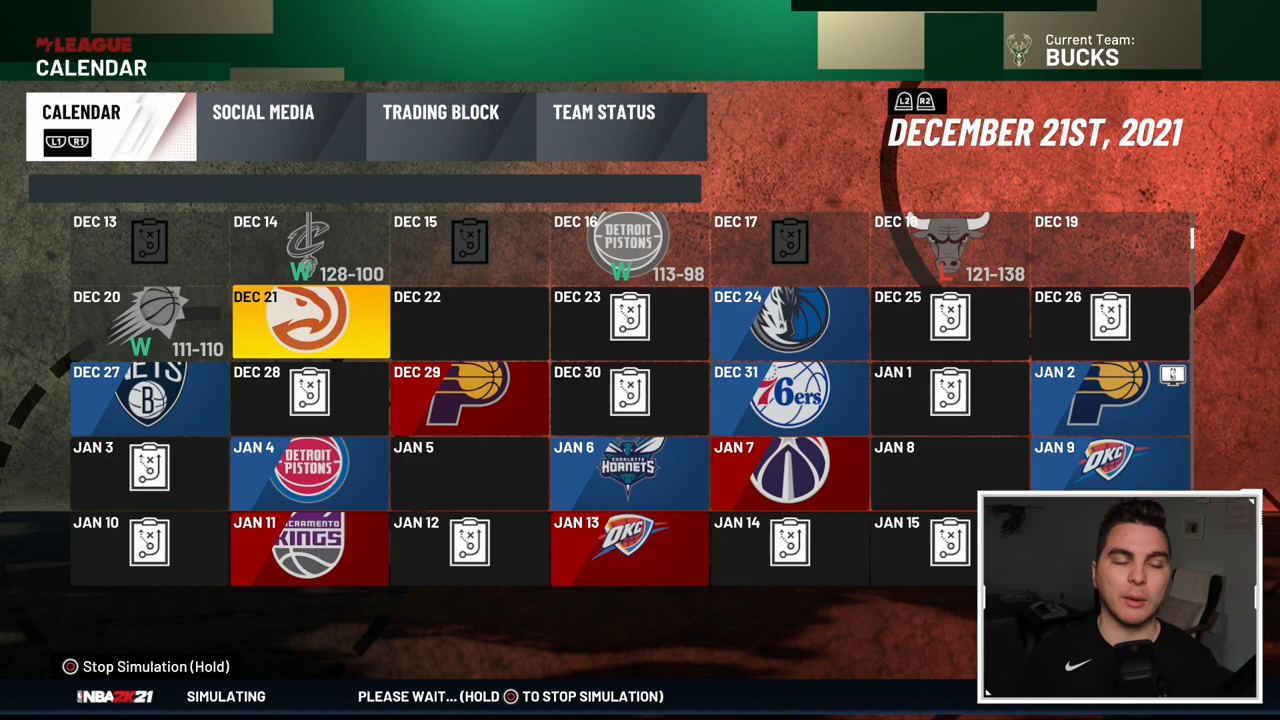 MyLEAGUE
CALENDAR
Current Team:
BUCKS
CALENDAR SOCIAL MEDIA TRADING BLOCK TEAM STATUS
L1 R1
L2 R2
DECEMBER 21ST, 2021
DEC 13 DEC 14 DEC 15 DEC 16 DEC 17 DEC 18 DEC 19
DETROIT
PISTONS
W 128-100 W 113-98 L 121-138
DEC 20 DEC 21 DEC 22 DEC 23 DEC 24 DEC 25 DEC 26
W 111-110
DEC 27 DEC 28 DEC 29 DEC 30 DEC 31 JAN 1 JAN 2
NETS
B
P
76ers
P
JAN 3 JAN 4 JAN 5 JAN 6 JAN 7 JAN 8 JAN 9
DETROIT
PISTONS
CHARLOTTE
HORNETS
OKC
JAN 10 JAN 11 JAN 12 JAN 13 JAN 14 JAN 15
SACRAMENTO
KINGS
OKC
Stop Simulation (Hold)
NBA2K21 SIMULATING PLEASE WAIT... (HOLD TO STOP SIMULATION)